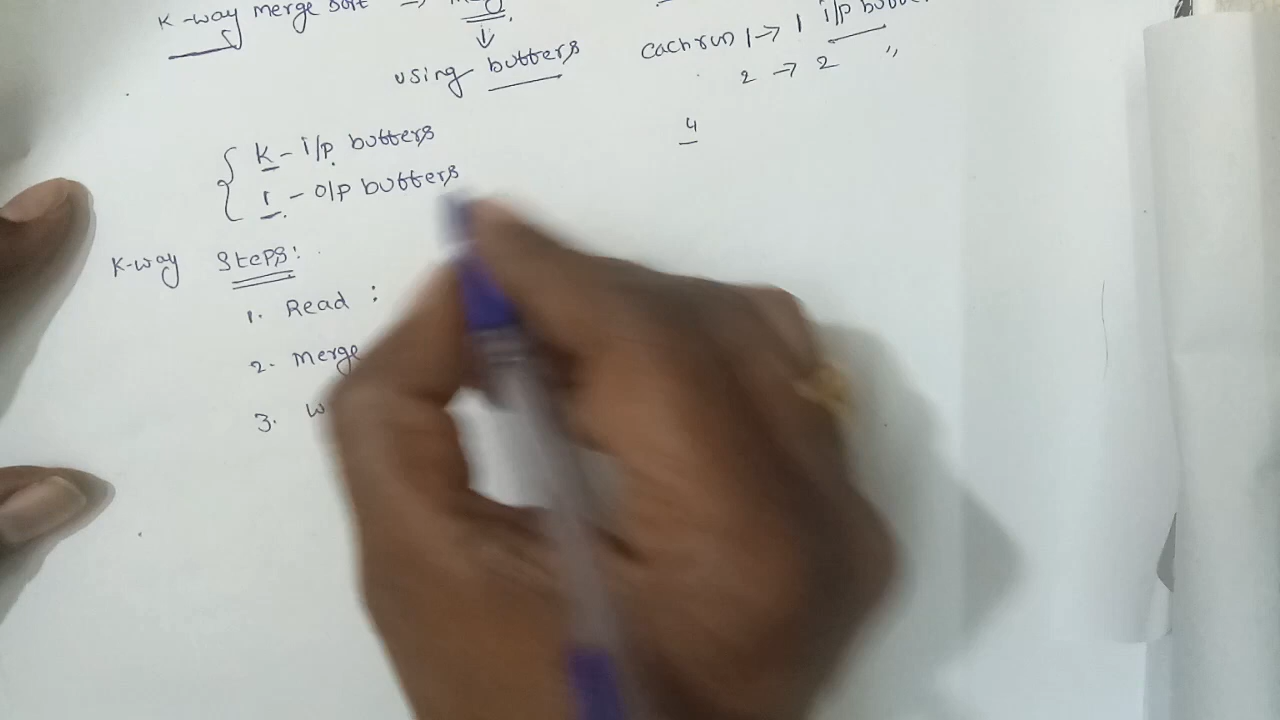 K-way merge sort →
↓
using buffers
each run 1 → 1 i/p buffer
2 → 2 "
4
K - i/p buffers
1 - o/p buffers
K-way Steps:
1. Read :
2. Merge
3. W